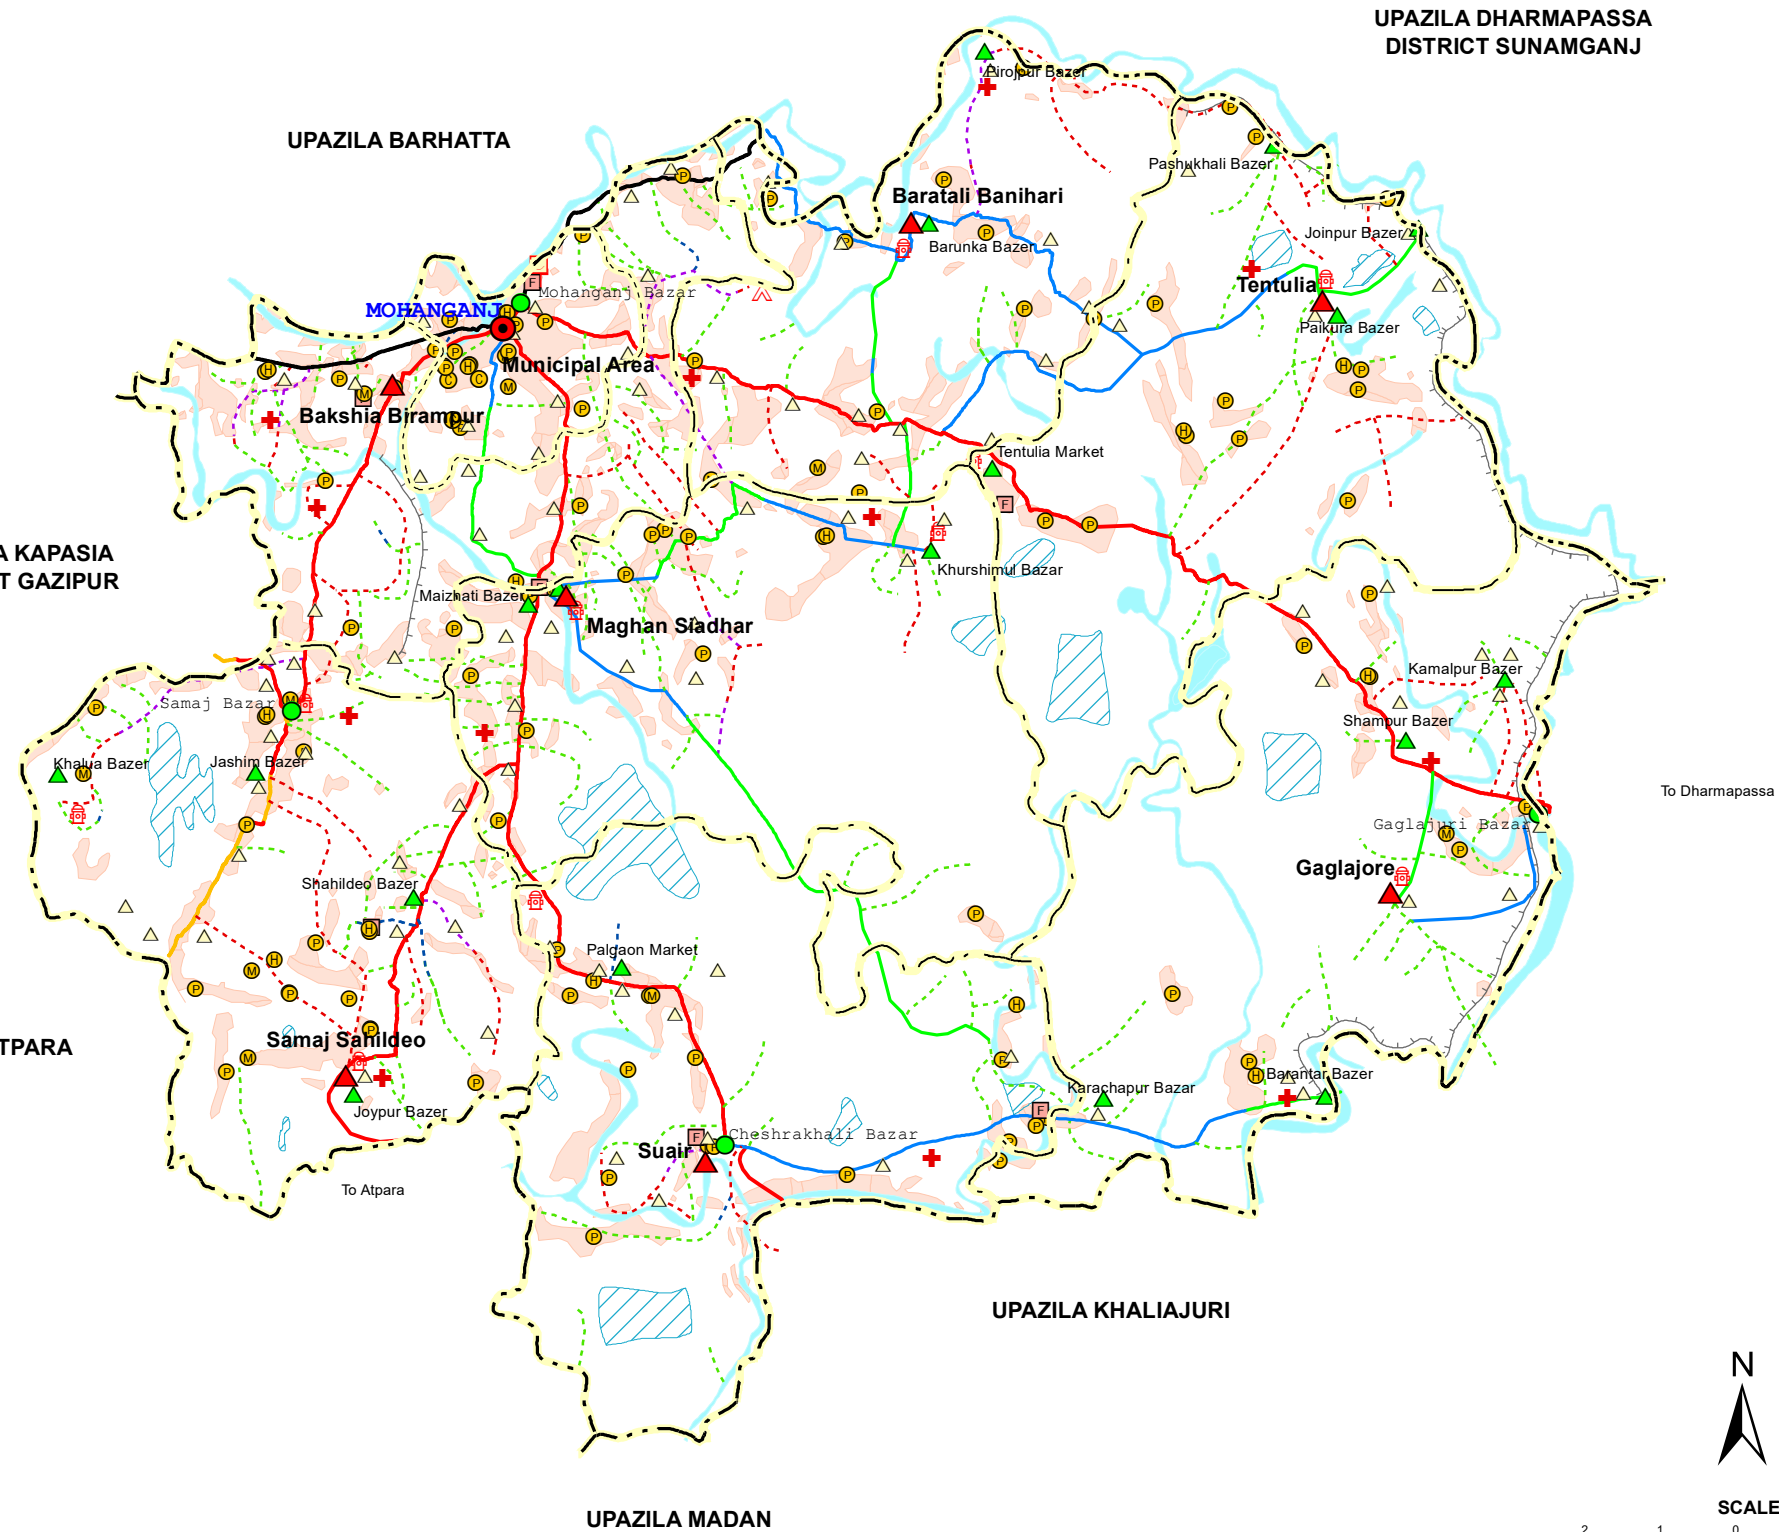 UPAZILA DHARMAPASSA
DISTRICT SUNAMGANJ
Pirojpur Bazer
UPAZILA BARHATTA
Pashukhali Bazer
Baratali Banihari
Barunka Bazer
Joinpur Bazer
Tentulia
Mohanganj Bazar
MOHANGANJ
Paikura Bazer
Municipal Area
Bakshia Birampur
Tentulia Market
A KAPASIA
T GAZIPUR
Khurshimul Bazar
Maizhati Bazer
Maghan Siadhar
Kamalpur Bazer
Samaj Bazar
Shampur Bazer
Khalua Bazer
Jashim Bazer
To Dharmapassa
Gaglajuri Bazar
Gaglajore
Shahildeo Bazer
Palgaon Market
Samaj Sahildeo
TPARA
Barantar Bazer
Karachapur Bazar
Joypur Bazer
Cheshrakhali Bazar
Suair
To Atpara
UPAZILA KHALIAJURI
N
SCALE
UPAZILA MADAN
2 1 0